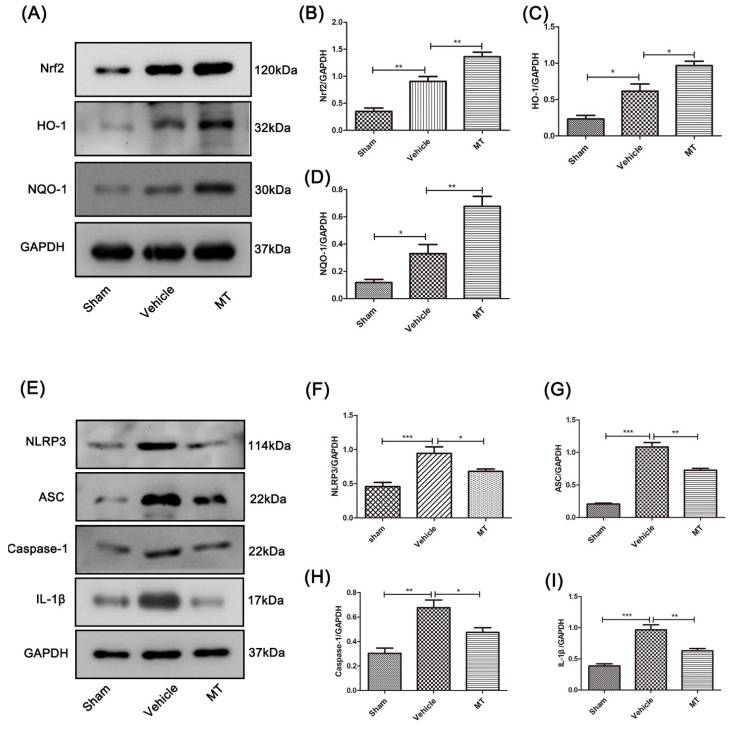 (A)
Nrf2
120kDa
HO-1
32kDa
NQO-1
30kDa
GAPDH
37kDa
Sham
Vehicle
MT
(B)
Nrf2/GAPDH
2.0
1.5
1.0
0.5
0.0
**
**
Sham
Vehicle
MT
(C)
HO-1/GAPDH
1.5
1.0
0.5
0.0
*
*
Sham
Vehicle
MT
(D)
NQO-1/GAPDH
0.8
0.6
0.4
0.2
0.0
*
**
Sham
Vehicle
MT
(E)
NLRP3
114kDa
ASC
22kDa
Caspase-1
22kDa
IL-1β
17kDa
GAPDH
37kDa
Sham
Vehicle
MT
(F)
NLRP3/GAPDH
1.5
1.0
0.5
0.0
***
*
sham
Vehicle
MT
(G)
ASC/GAPDH
1.5
1.0
0.5
0.0
***
**
Sham
Vehicle
MT
(H)
Caspase-1/GAPDH
0.8
0.6
0.4
0.2
0.0
**
*
Sham
Vehicle
MT
(I)
IL-1β /GAPDH
1.5
1.0
0.5
0.0
***
**
Sham
Vehicle
MT